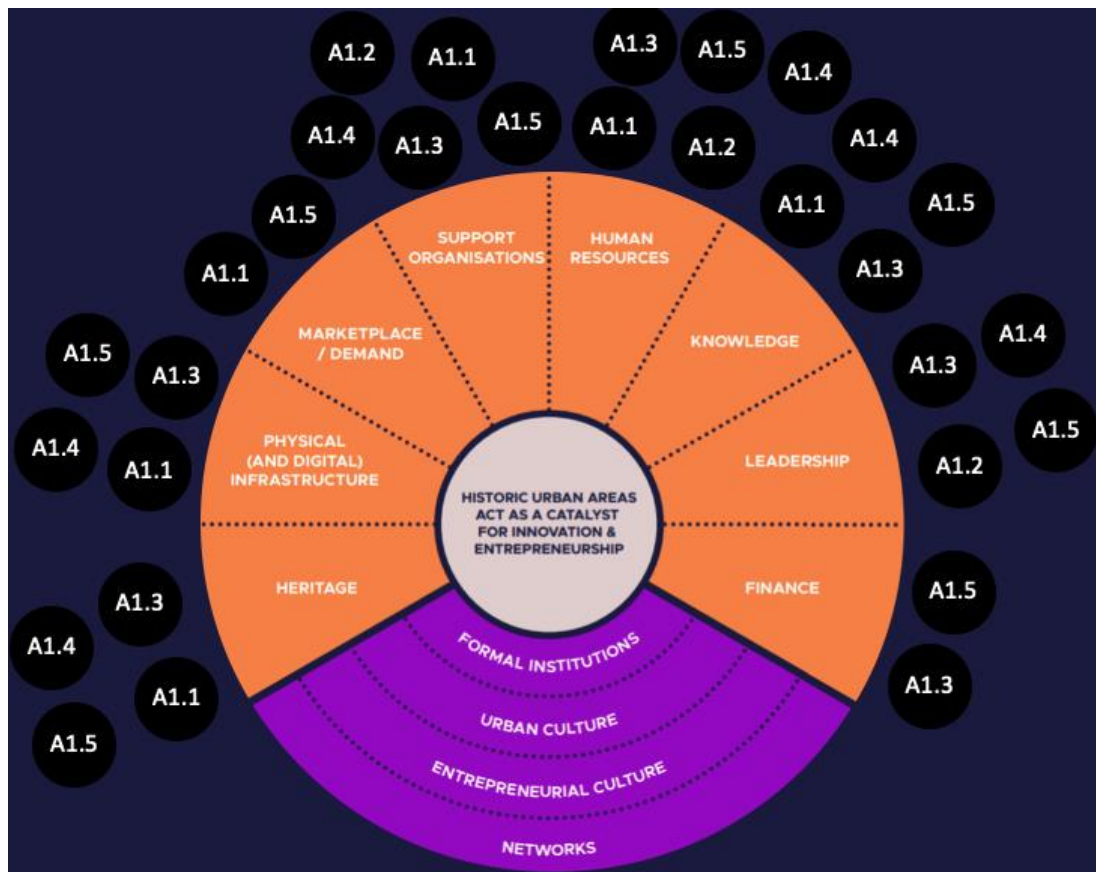 A1.2
A1.1
A1.3
A1.5
A1.4
A1.4
A1.3
A1.5
A1.1
A1.2
A1.4
A1.5
A1.1
A1.5
A1.1
A1.3
A1.5
A1.3
A1.4
A1.1
A1.3
A1.4
A1.5
A1.2
A1.3
A1.4
A1.1
A1.5
A1.5
A1.3
SUPPORT
ORGANISATIONS
HUMAN
RESOURCES
MARKETPLACE
/ DEMAND
KNOWLEDGE
PHYSICAL
(AND DIGITAL)
INFRASTRUCTURE
LEADERSHIP
HERITAGE
FINANCE
HISTORIC URBAN AREAS
ACT AS A CATALYST
FOR INNOVATION &
ENTREPRENEURSHIP
FORMAL INSTITUTIONS
URBAN CULTURE
ENTREPRENEURIAL CULTURE
NETWORKS